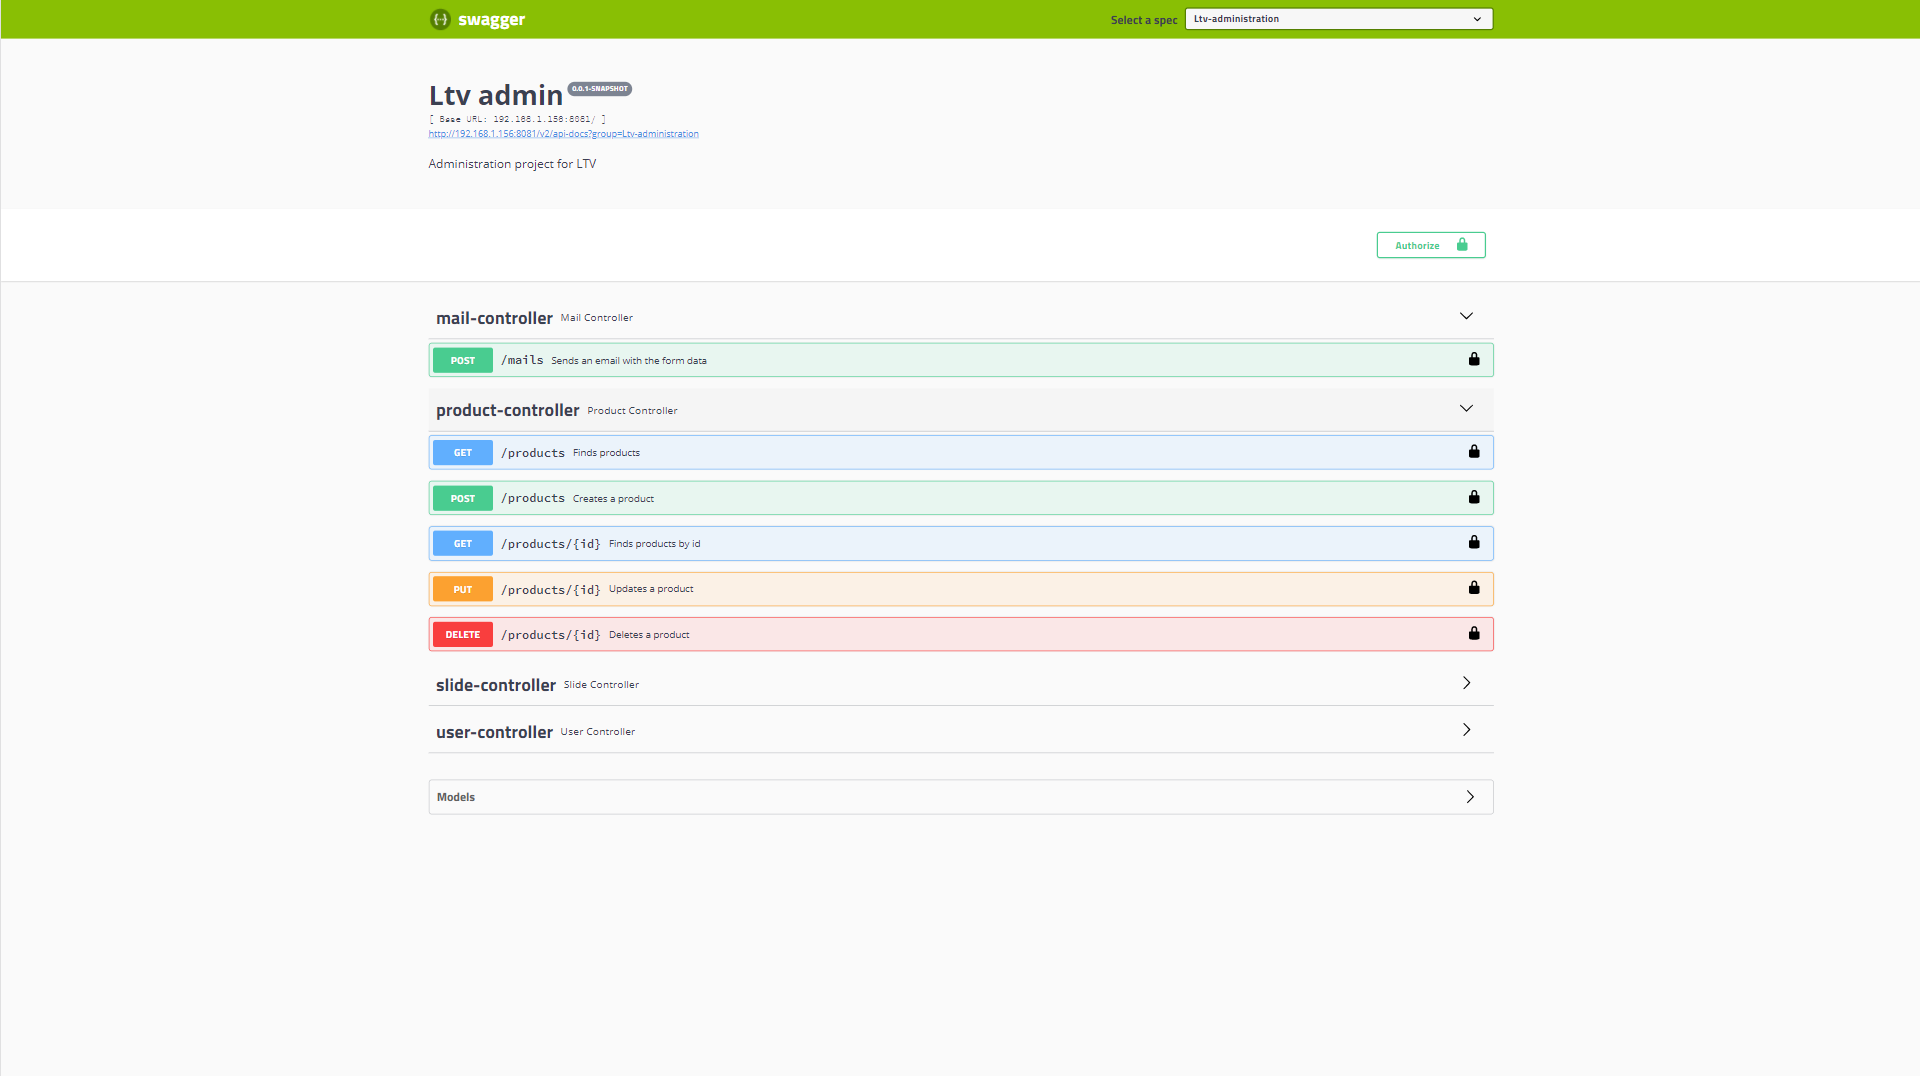 swagger
Select a spec
Ltv-administration
Ltv admin 0.0.1-SNAPSHOT
[ Base URL: 192.168.1.156:8081/ ]
http://192.168.1.156:8081/v2/api-docs?group=Ltv-administration
Administration project for LTV
Authorize
mail-controller Mail Controller
POST /mails Sends an email with the form data
product-controller Product Controller
GET /products Finds products
POST /products Creates a product
GET /products/{id} Finds products by id
PUT /products/{id} Updates a product
DELETE /products/{id} Deletes a product
slide-controller Slide Controller
user-controller User Controller
Models